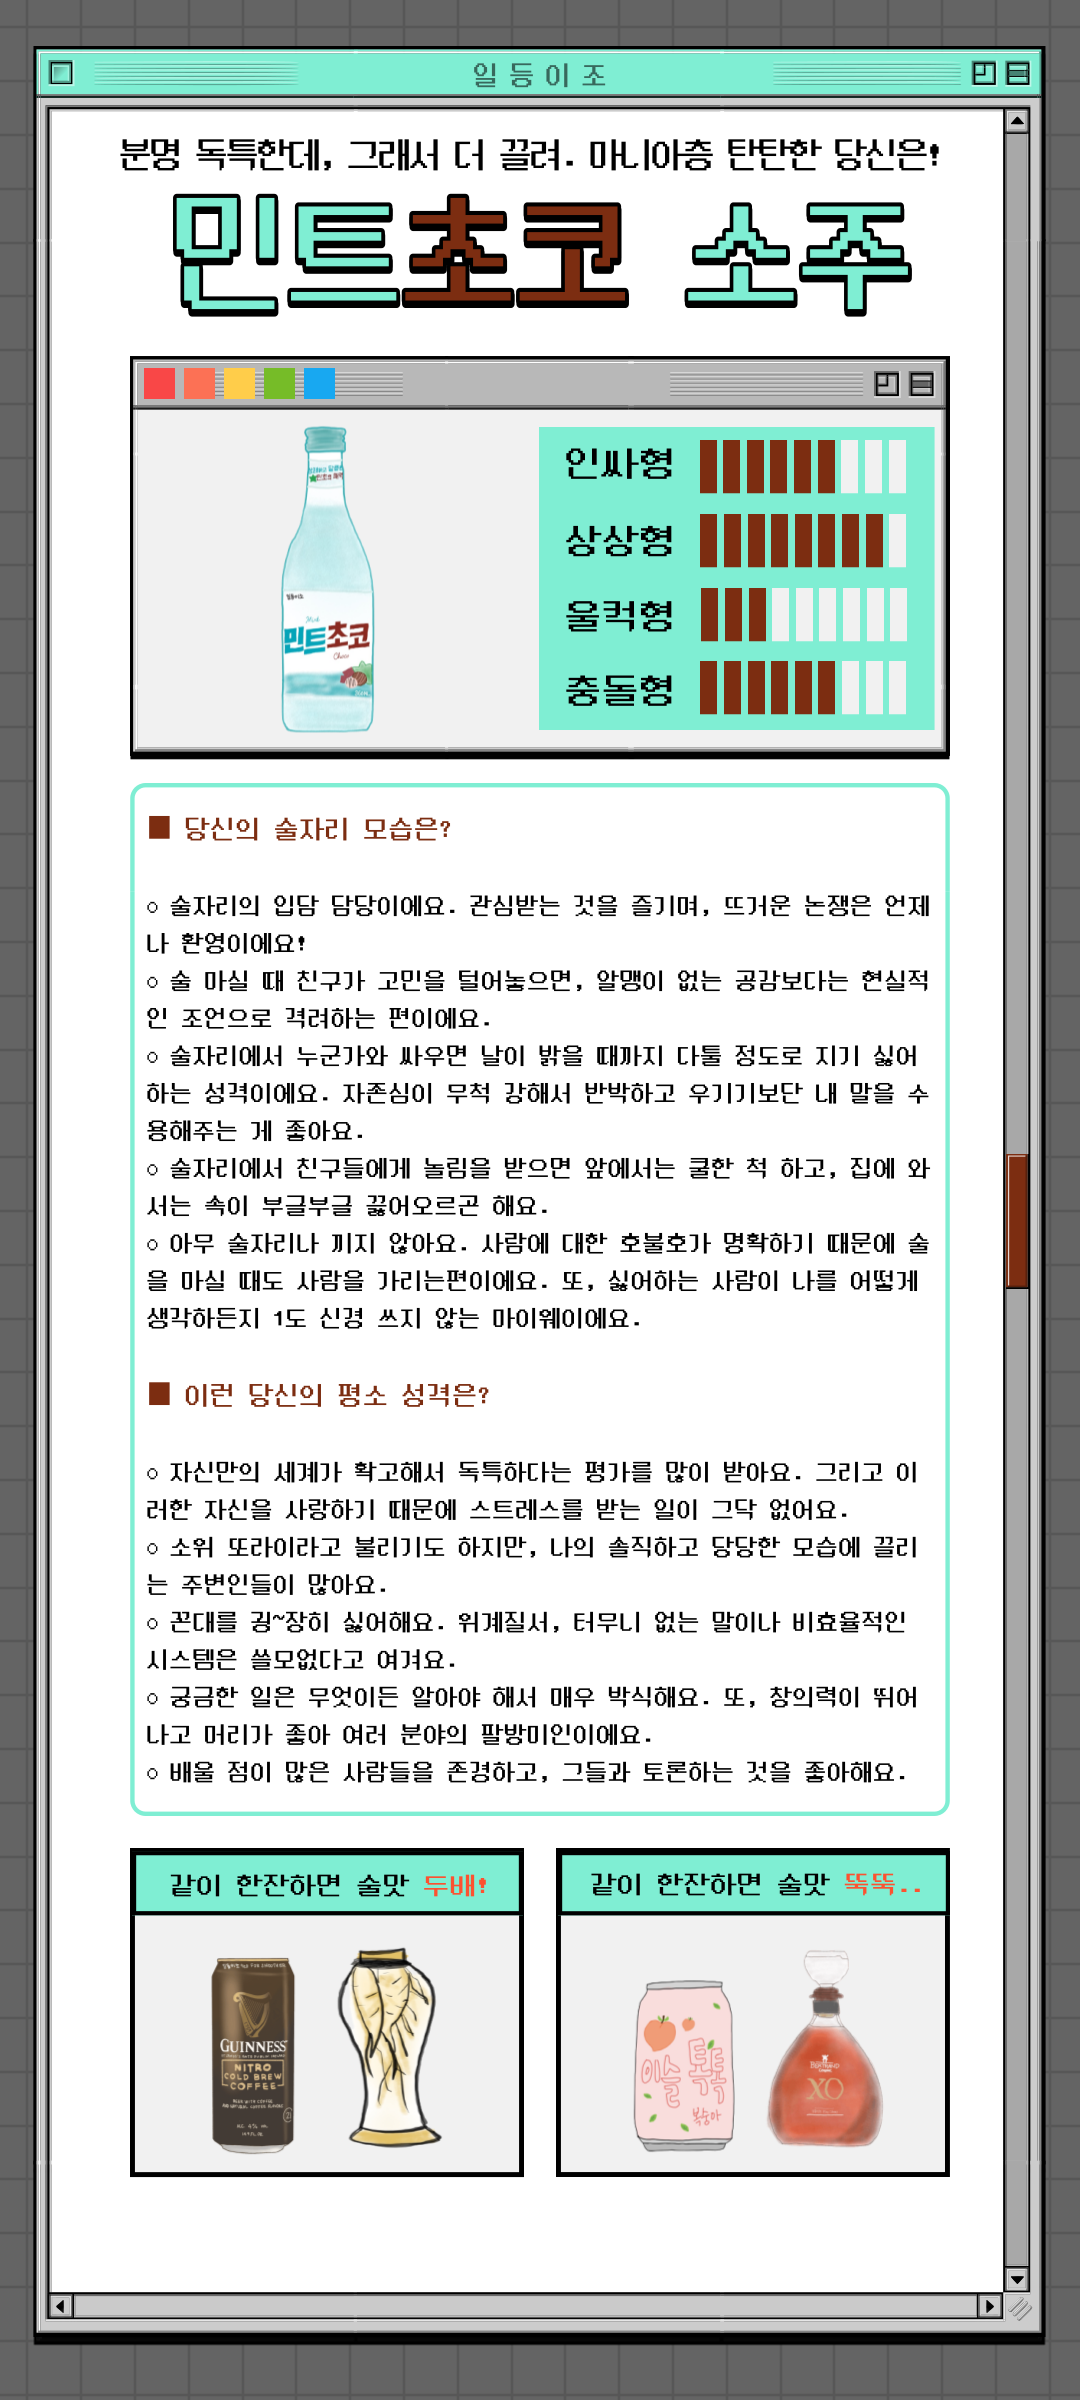 일등이조
분명 독특한데, 그래서 더 끌려. 마니아층 탄탄한 당신은!
민트초코 소주
인싸형
상상형
울컥형
충돌형
일등이조
Mint
민트초코
Choco
■ 당신의 술자리 모습은?
○ 술자리의 입담 담당이에요. 관심받는 것을 즐기며, 뜨거운 논쟁은 언제
나 환영이에요!
○ 술 마실 때 친구가 고민을 털어놓으면, 알맹이 없는 공감보다는 현실적
인 조언으로 격려하는 편이에요.
○ 술자리에서 누군가와 싸우면 날이 밝을 때까지 다툴 정도로 지기 싫어
하는 성격이에요. 자존심이 무척 강해서 반박하고 우기기보단 내 말을 수
용해주는 게 좋아요.
○ 술자리에서 친구들에게 놀림을 받으면 앞에서는 쿨한 척 하고, 집에 와
서는 속이 부글부글 끓어오르곤 해요.
○ 아무 술자리나 끼지 않아요. 사람에 대한 호불호가 명확하기 때문에 술
을 마실 때도 사람을 가리는편이에요. 또, 싫어하는 사람이 나를 어떻게
생각하든지 1도 신경 쓰지 않는 마이웨이에요.
■ 이런 당신의 평소 성격은?
○ 자신만의 세계가 확고해서 독특하다는 평가를 많이 받아요. 그리고 이
러한 자신을 사랑하기 때문에 스트레스를 받는 일이 그닥 없어요.
○ 소위 또라이라고 불리기도 하지만, 나의 솔직하고 당당한 모습에 끌리
는 주변인들이 많아요.
○ 꼰대를 굉~장히 싫어해요. 위계질서, 터무니 없는 말이나 비효율적인
시스템은 쓸모없다고 여겨요.
○ 궁금한 일은 무엇이든 알아야 해서 매우 박식해요. 또, 창의력이 뛰어
나고 머리가 좋아 여러 분야의 팔방미인이에요.
○ 배울 점이 많은 사람들을 존경하고, 그들과 토론하는 것을 좋아해요.
같이 한잔하면 술맛 두배!
같이 한잔하면 술맛 뚝뚝..
GUINNESS
NITRO
COLD BREW
COFFEE
이슬 톡톡
복숭아
XO